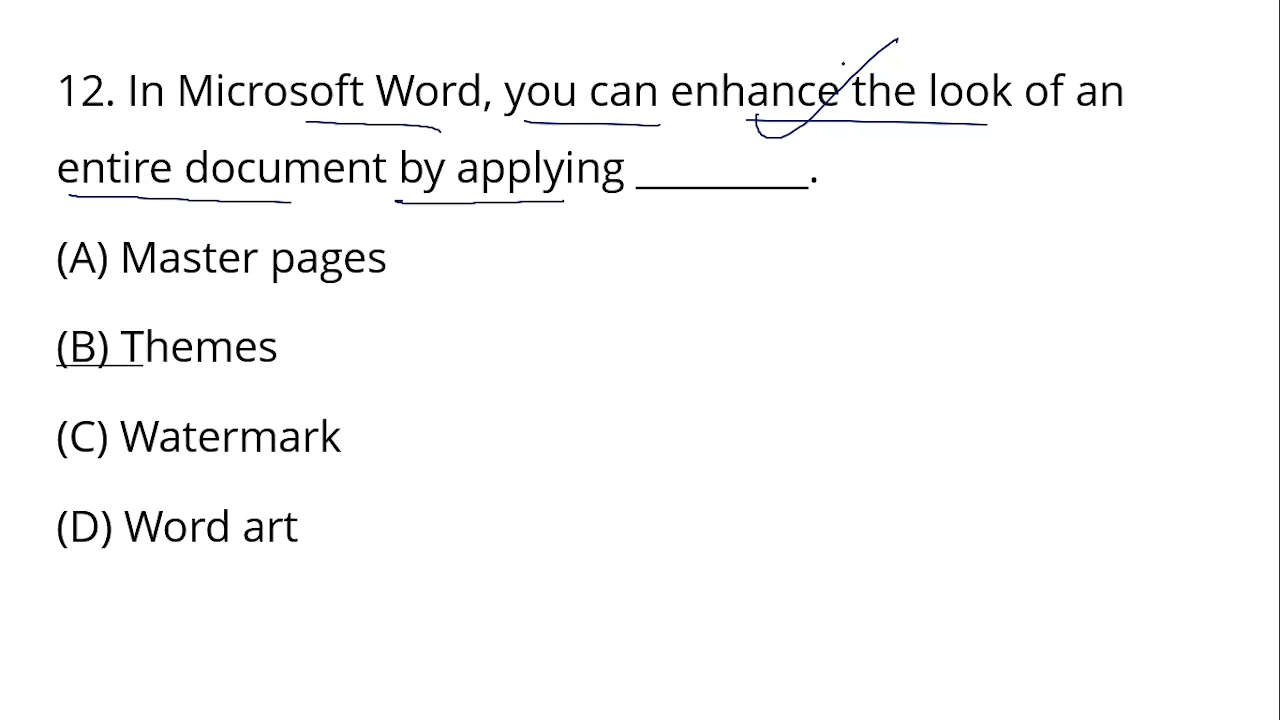 12. In Microsoft Word, you can enhance the look of an
entire document by applying _________.
(A) Master pages
(B) Themes
(C) Watermark
(D) Word art